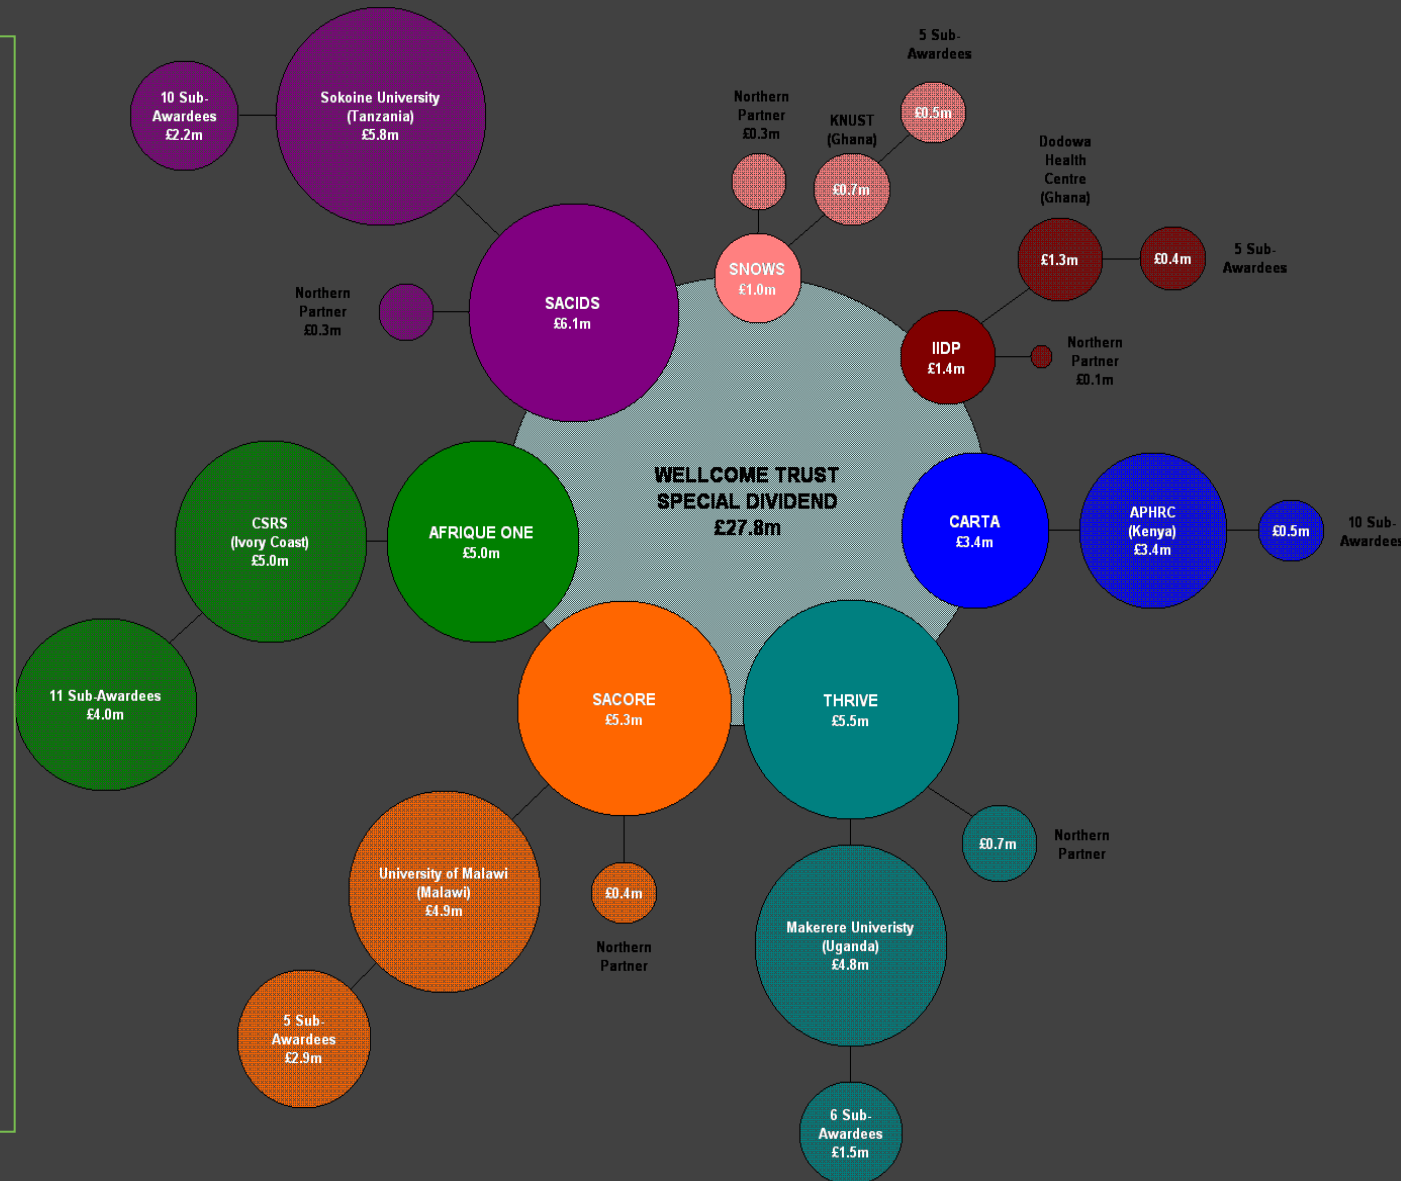 5 Sub-
Awardees
10 Sub-
Awardees
£2.2m
Sokoine University
(Tanzania)
£5.8m
Northern
Partner
£0.3m
KNUST
(Ghana)
£0.5m
£0.7m
Dodowa
Health
Centre
(Ghana)
SNOWS
£1.0m
£1.3m
£0.4m
5 Sub-
Awardees
Northern
Partner
£0.3m
SACIDS
£6.1m
IIDP
£1.4m
Northern
Partner
£0.1m
WELLCOME TRUST
SPECIAL DIVIDEND
£27.8m
CSRS
(Ivory Coast)
£5.0m
AFRIQUE ONE
£5.0m
CARTA
£3.4m
APHRC
(Kenya)
£3.4m
£0.5m
10 Sub-
Awardees
11 Sub-Awardees
£4.0m
SACORE
£5.3m
THRIVE
£5.5m
£0.7m
Northern
Partner
University of Malawi
(Malawi)
£4.9m
£0.4m
Northern
Partner
Makerere Univeristy
(Uganda)
£4.8m
5 Sub-
Awardees
£2.9m
6 Sub-
Awardees
£1.5m